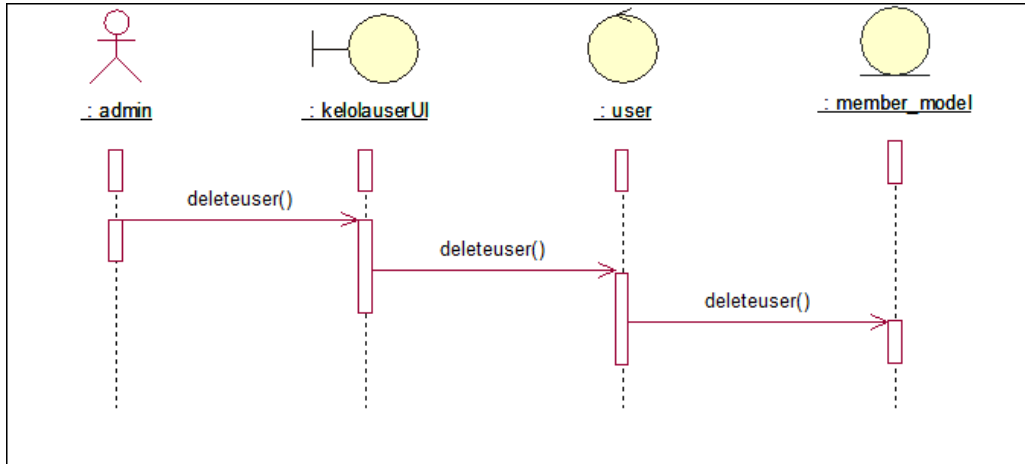 : admin
: kelolauserUI
: user
: member_model
deleteuser()
deleteuser()
deleteuser()